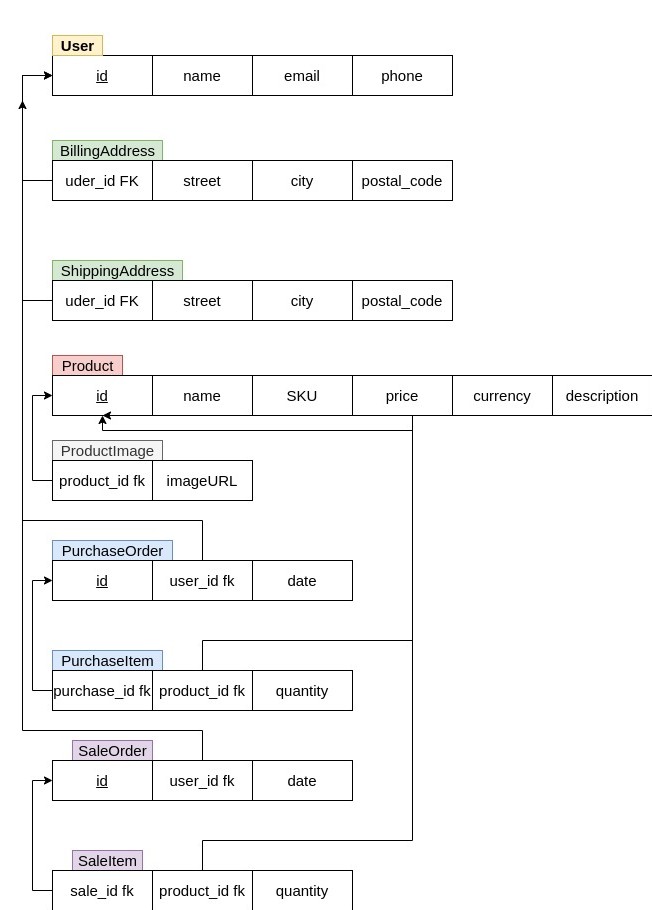 User
id name email phone
BillingAddress
uder_id FK street city postal_code
ShippingAddress
uder_id FK street city postal_code
Product
id name SKU price currency description
ProductImage
product_id fk imageURL
PurchaseOrder
id user_id fk date
PurchaseItem
purchase_id fk product_id fk quantity
SaleOrder
id user_id fk date
SaleItem
sale_id fk product_id fk quantity